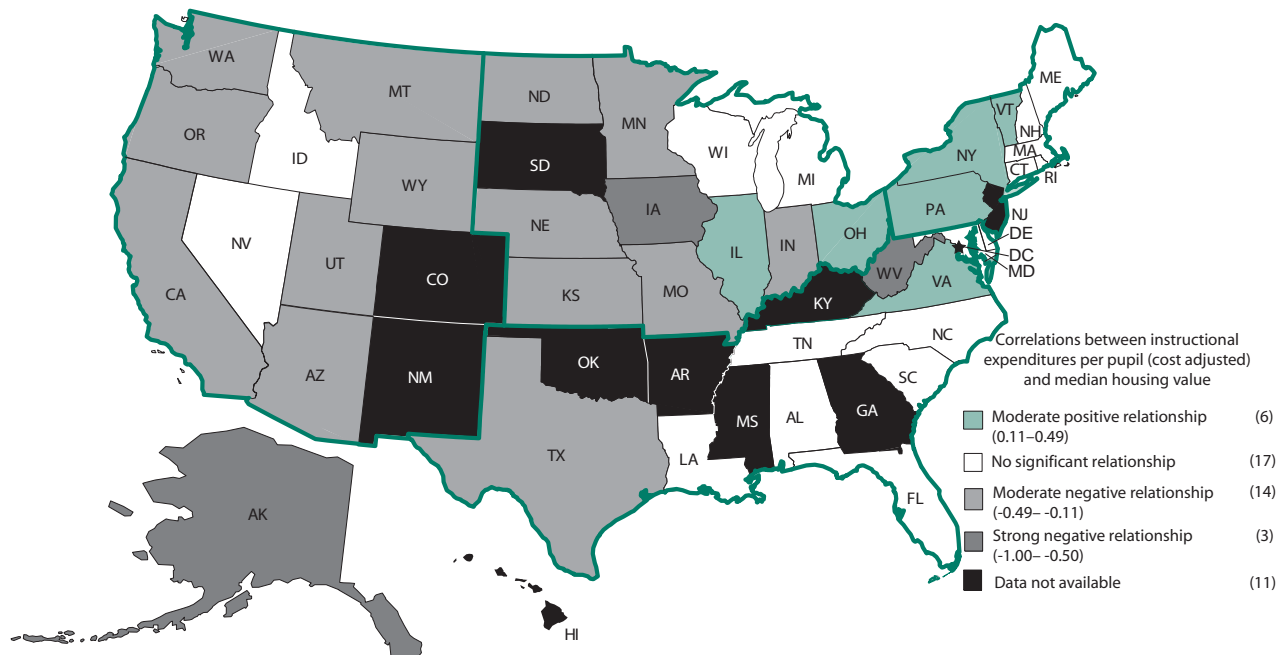 WA
MT
ND
MN
ME
VT
NH
OR
ID
SD
WI
MI
NY
MA
CT
RI
WY
IA
PA
NE
NJ
NV
UT
CO
IL
IN
OH
DE
DC
MD
WV
VA
CA
KS
MO
KY
AZ
NM
OK
AR
TN
NC
SC
MS
AL
GA
TX
LA
FL
AK
HI
Correlations between instructional
expenditures per pupil (cost adjusted)
and median housing value
Moderate positive relationship (6)
(0.11–0.49)
No significant relationship (17)
Moderate negative relationship (14)
(-0.49– -0.11)
Strong negative relationship (3)
(-1.00– -0.50)
Data not available (11)